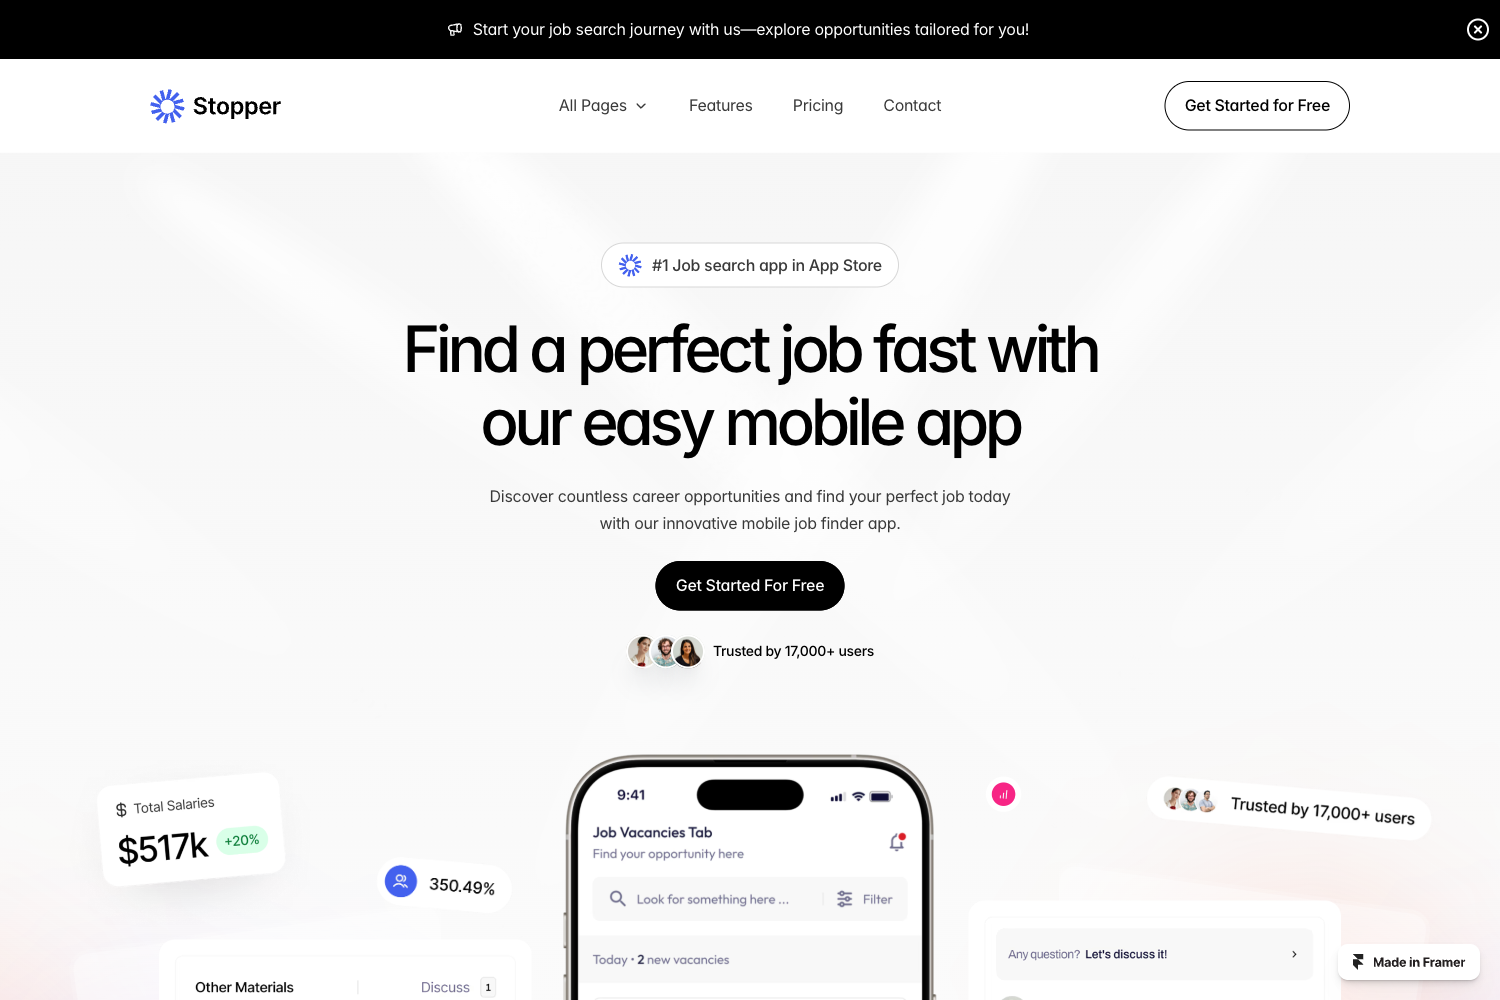 Start your job search journey with us—explore opportunities tailored for you!
Stopper
All Pages
Features
Pricing
Contact
Get Started for Free
#1 Job search app in App Store
Find a perfect job fast with
our easy mobile app
Discover countless career opportunities and find your perfect job today
with our innovative mobile job finder app.
Get Started For Free
Trusted by 17,000+ users
$ Total Salaries
$517k +20%
350.49%
9:41
Job Vacancies Tab
Find your opportunity here
Look for something here ...
Filter
Today • 2 new vacancies
Trusted by 17,000+ users
Any question? Let's discuss it!
Other Materials
Discuss 1
Made in Framer